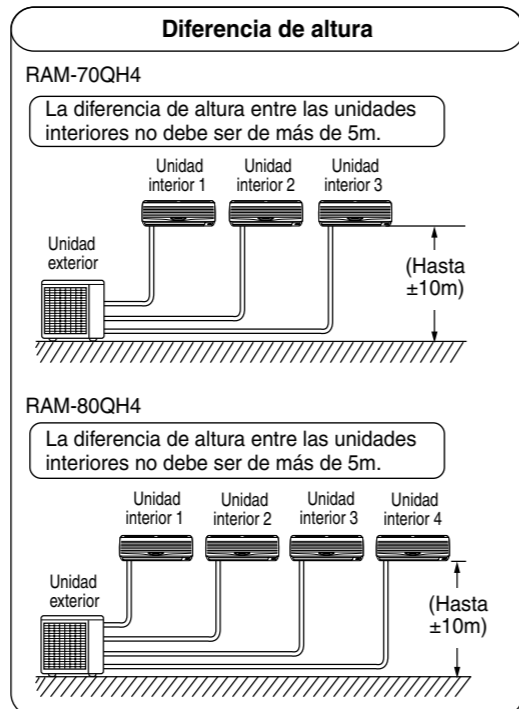 Diferencia de altura
RAM-70QH4
La diferencia de altura entre las unidades
interiores no debe ser de más de 5m.
Unidad
interior 1
Unidad
interior 2
Unidad
interior 3
Unidad
exterior
(Hasta
±10m)
RAM-80QH4
La diferencia de altura entre las unidades
interiores no debe ser de más de 5m.
Unidad
interior 1
Unidad
interior 2
Unidad
interior 3
Unidad
interior 4
Unidad
exterior
(Hasta
±10m)